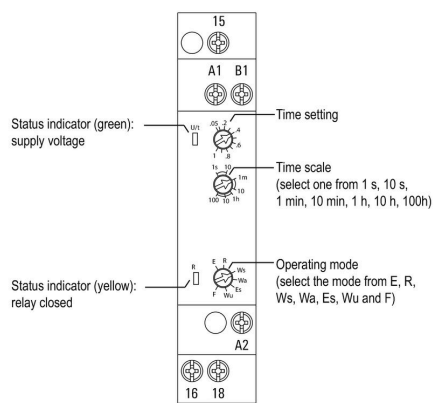 15
A1 B1
Status indicator (green):
supply voltage
U/t
.05 .2 .4 .6 .8 1
Time setting
1s 10 1m 10 1h 10 100
Time scale
(select one from 1 s, 10 s,
1 min, 10 min, 1 h, 10 h, 100h)
Status indicator (yellow):
relay closed
R
E R Ws Wa Es Wu F
Operating mode
(select the mode from E, R,
Ws, Wa, Es, Wu and F)
A2
16 18